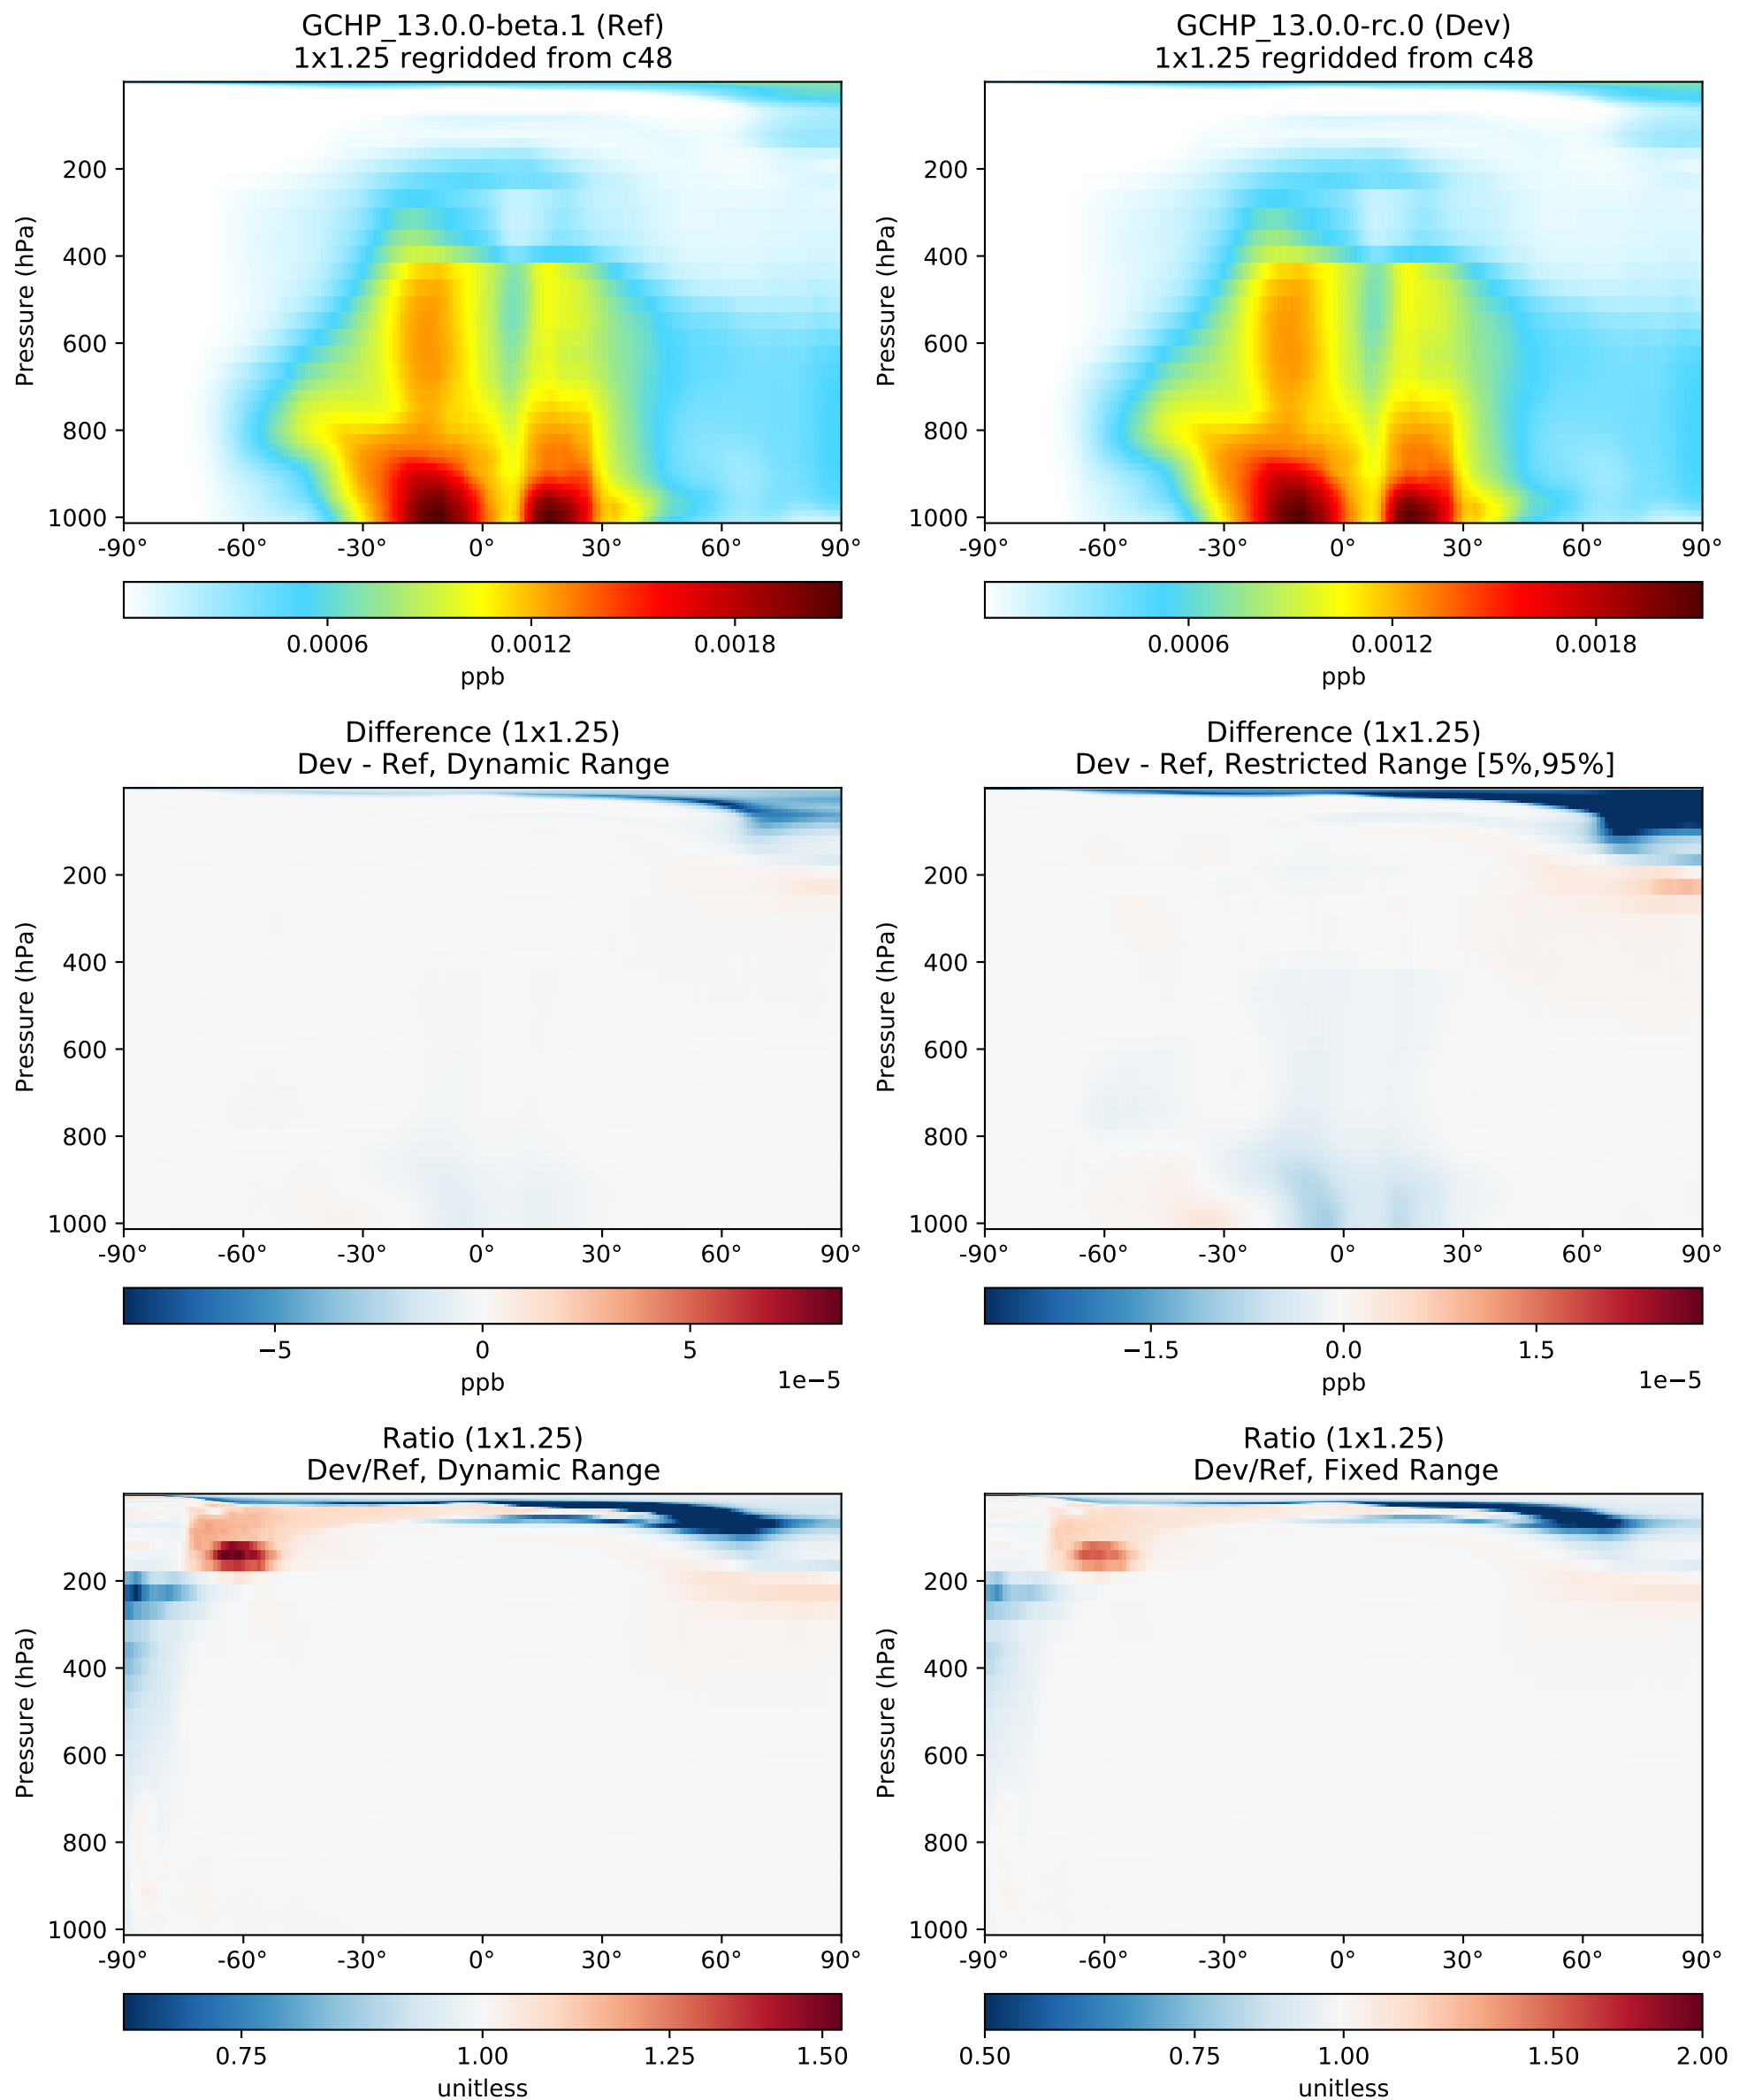 GCHP_13.0.0-beta.1 (Ref)
1x1.25 regridded from c48
Pressure (hPa)
200
400
600
800
1000
-90° -60° -30° 0° 30° 60° 90°
0.0006 0.0012 0.0018
ppb
GCHP_13.0.0-rc.0 (Dev)
1x1.25 regridded from c48
Pressure (hPa)
200
400
600
800
1000
-90° -60° -30° 0° 30° 60° 90°
0.0006 0.0012 0.0018
ppb
Difference (1x1.25)
Dev - Ref, Dynamic Range
Pressure (hPa)
200
400
600
800
1000
-90° -60° -30° 0° 30° 60° 90°
−5 0 5
1e−5
ppb
Difference (1x1.25)
Dev - Ref, Restricted Range [5%,95%]
Pressure (hPa)
200
400
600
800
1000
-90° -60° -30° 0° 30° 60° 90°
−1.5 0.0 1.5
1e−5
ppb
Ratio (1x1.25)
Dev/Ref, Dynamic Range
Pressure (hPa)
200
400
600
800
1000
-90° -60° -30° 0° 30° 60° 90°
0.75 1.00 1.25 1.50
unitless
Ratio (1x1.25)
Dev/Ref, Fixed Range
Pressure (hPa)
200
400
600
800
1000
-90° -60° -30° 0° 30° 60° 90°
0.50 0.75 1.00 1.50 2.00
unitless